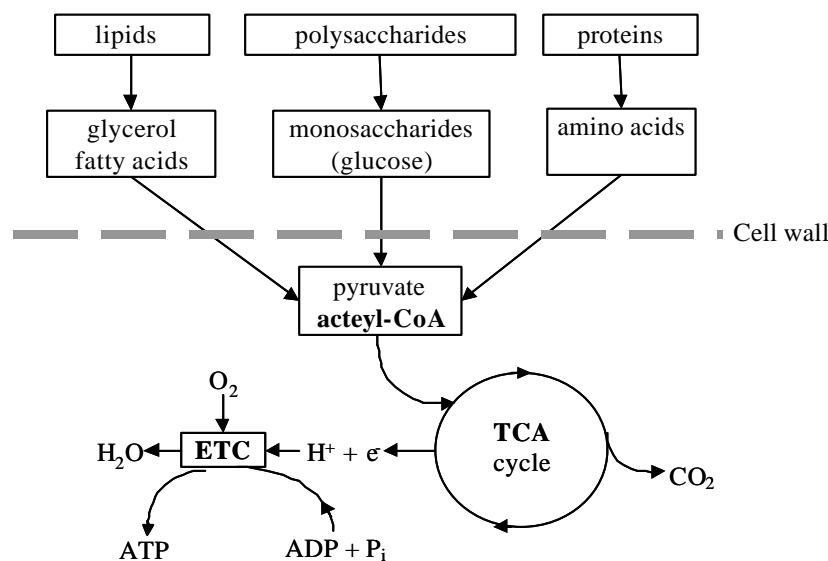 lipids
polysaccharides
proteins
glycerol
fatty acids
monosaccharides
(glucose)
amino acids
Cell wall
pyruvate
acteyl-CoA
O₂
H₂O
ETC
H⁺ + e⁻
TCA
cycle
CO₂
ATP
ADP + Pᵢ